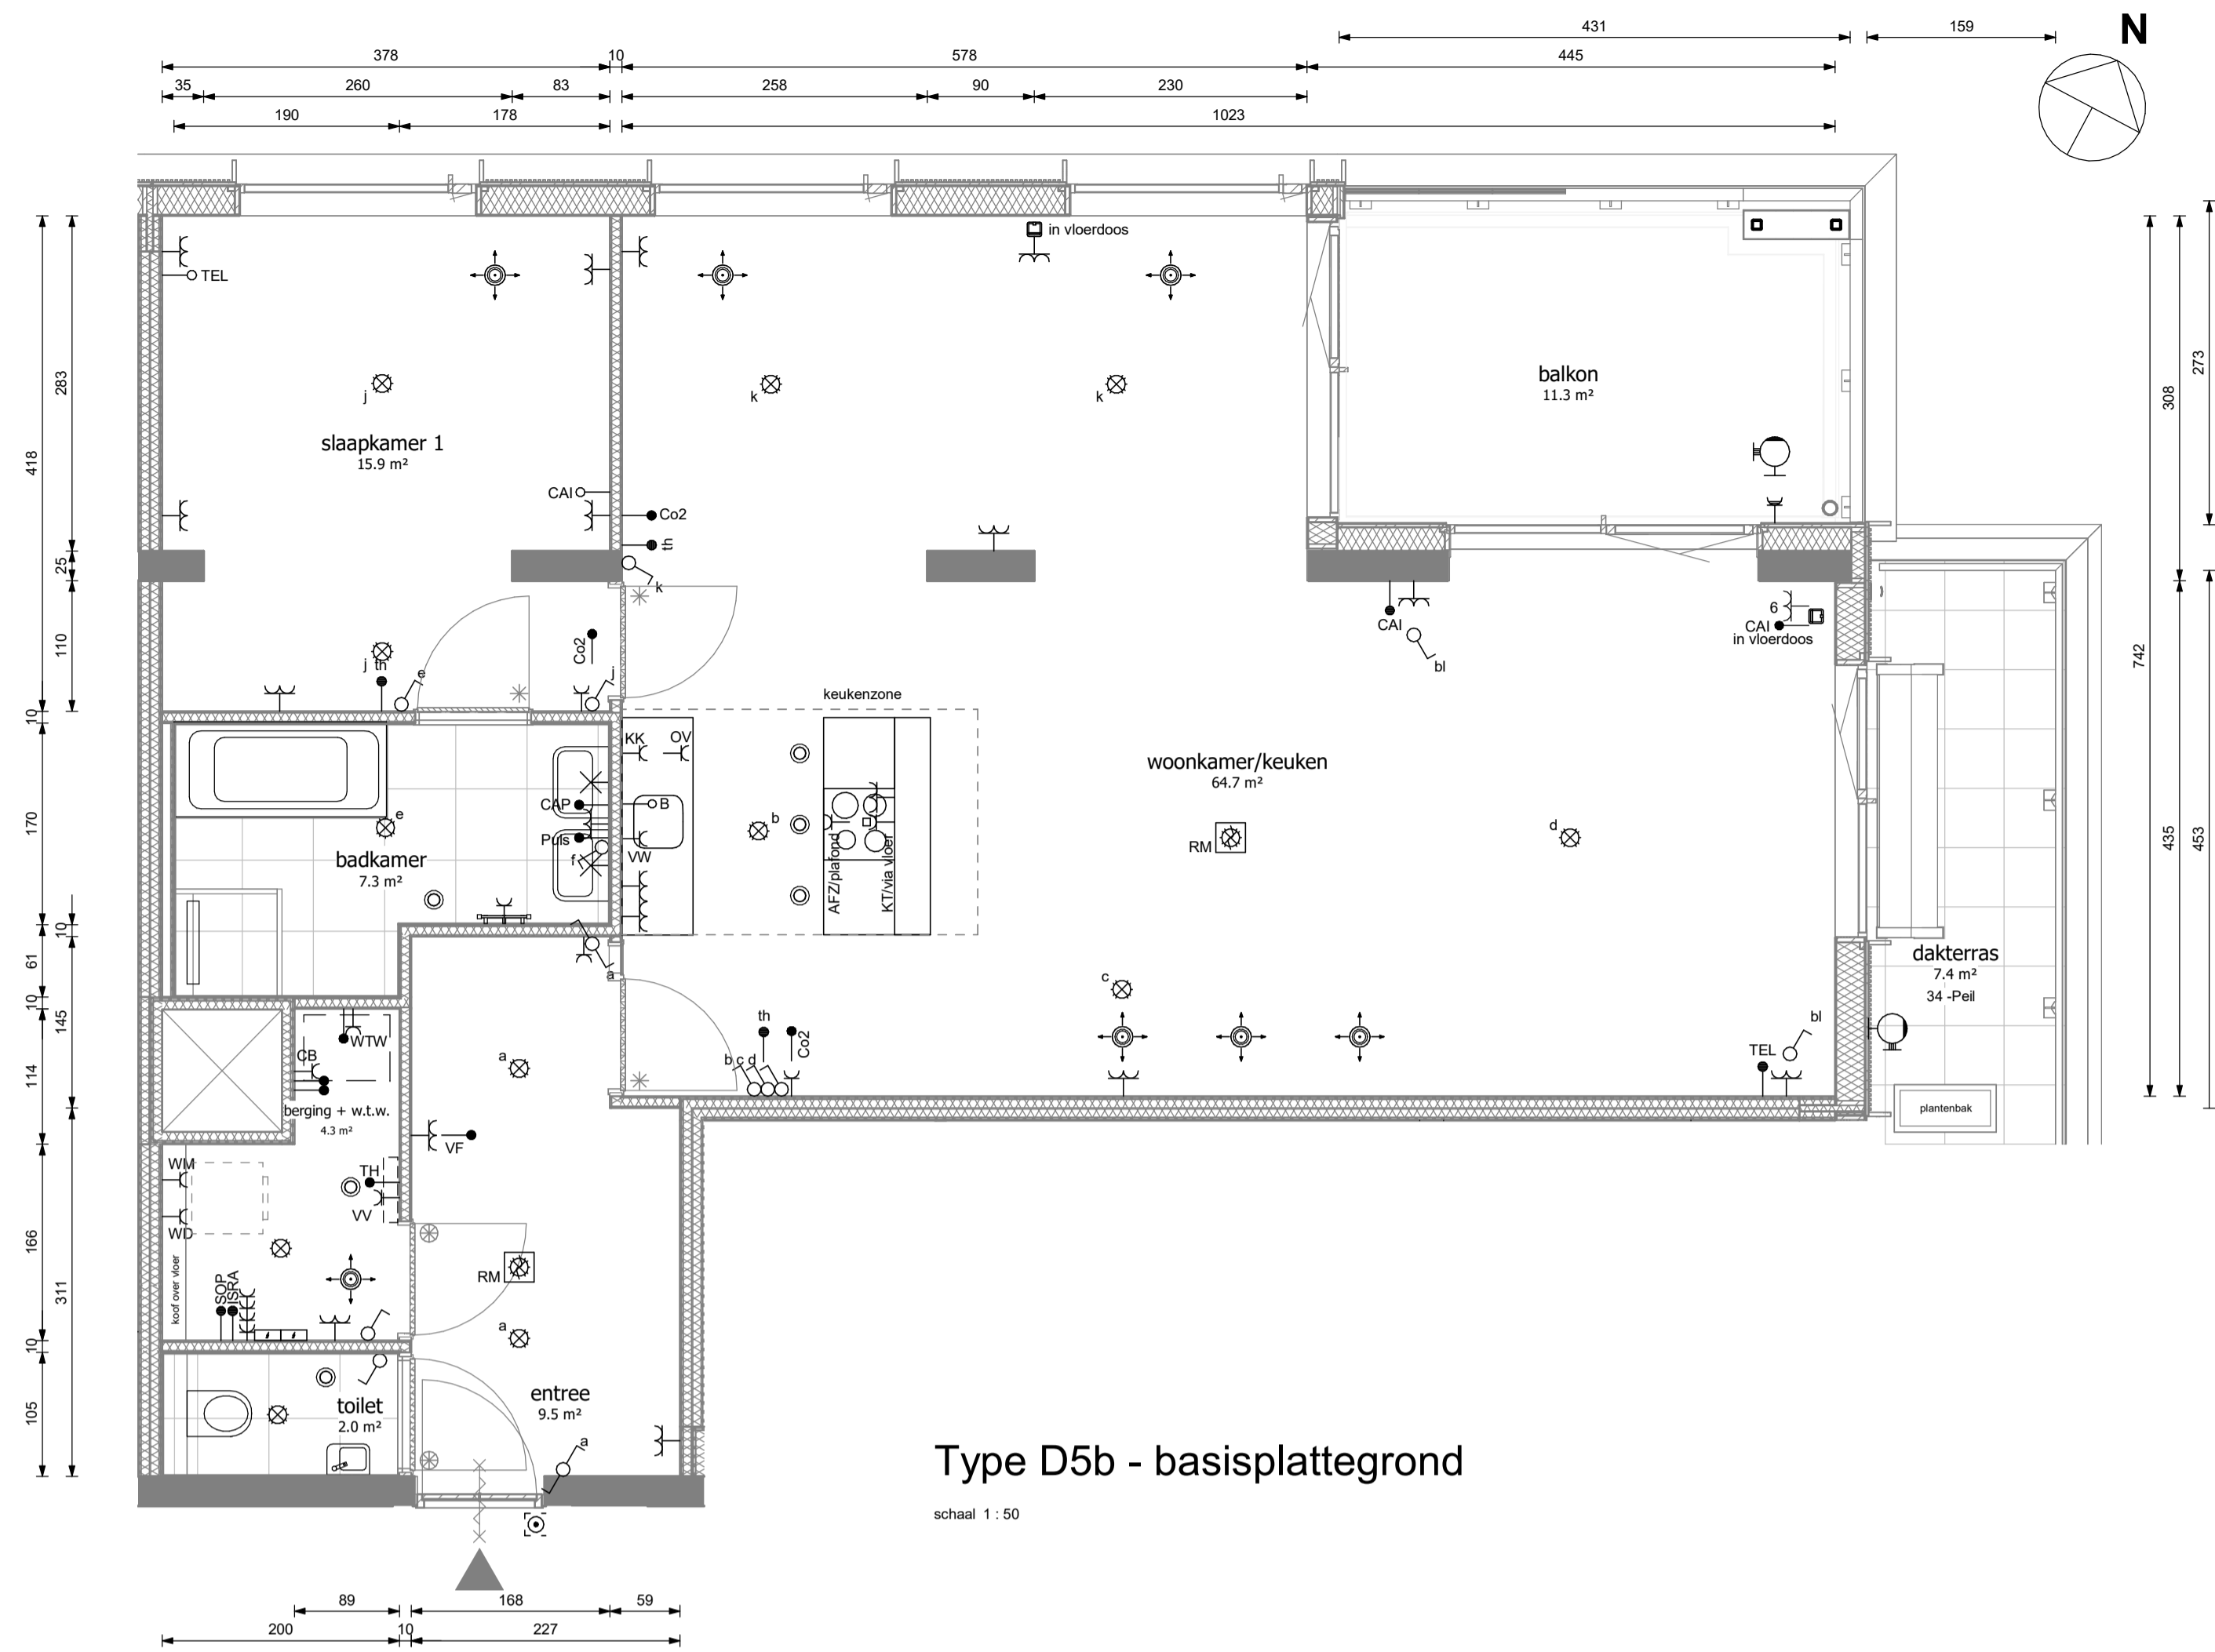 431
159
N
378
10
578
445
35
260
83
258
90
230
190
178
1023
in vloerdoos
TEL
j
k
k
slaapkamer 1
15.9 m²
balkon
11.3 m²
CAI
Co2
th
k
283
418
25
110
273
308
742
CAI
bl
6
CAI
in vloerdoos
j th
e
Co2
j
keukenzone
10
KK
OV
woonkamer/keuken
64.7 m²
CAP
B
e
b
d
RM
Puls
f
VW
AFZ/plafond
KT/via vloer
badkamer
7.3 m²
170
435
453
10
61
10
145
a
c
dakterras
7.4 m²
34 -Peil
WTW
CB
a
th
Co2
b c d
bl
TEL
114
berging + w.t.w.
4.3 m²
plantenbak
VF
WM
TH
VV
WD
166
311
koof over vloer
SOP
ISRA
RM
a
10
105
toilet
2.0 m²
entree
9.5 m²
a
Type D5b - basisplattegrond
schaal 1 : 50
89
168
59
200
10
227